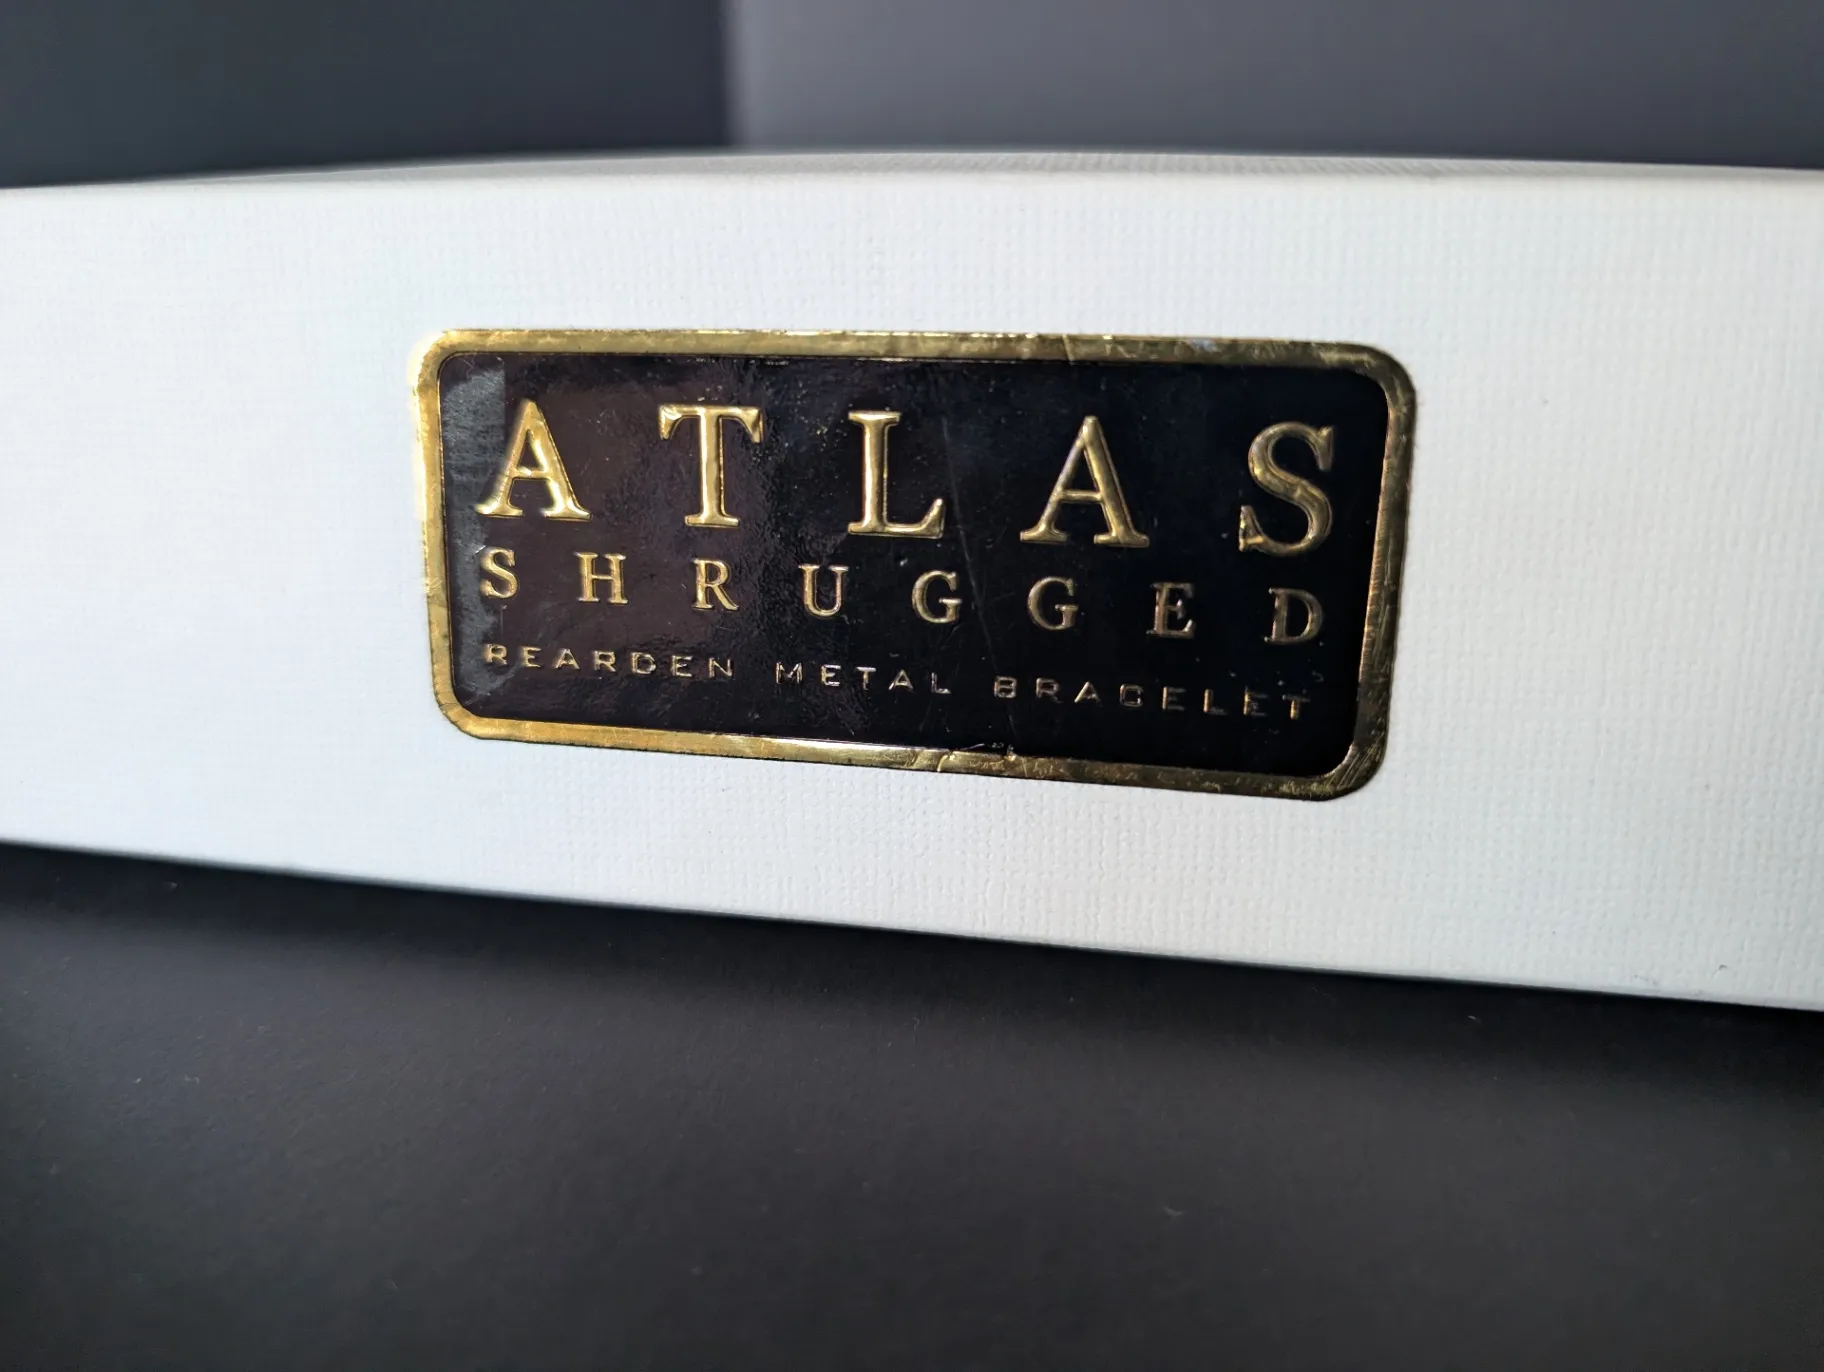 ATLAS
SHRUGGED
REARDEN METAL BRACELET